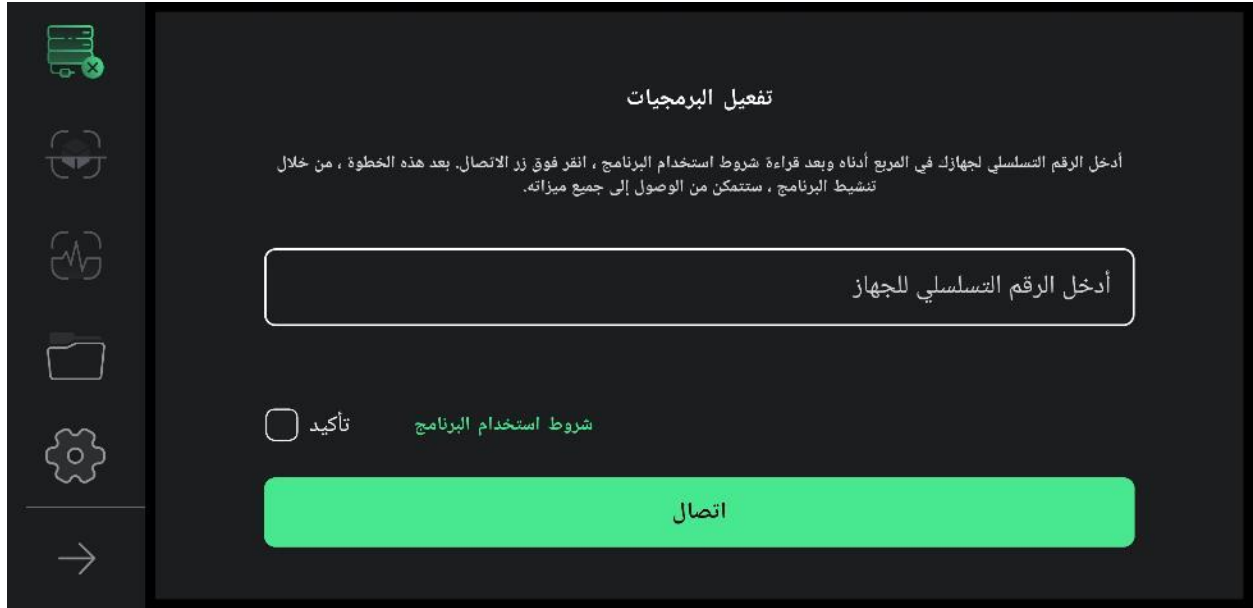 تفعيل البرمجيات
أدخل الرقم التسلسلي لجهازك في المربع أدناه وبعد قراءة شروط استخدام البرنامج ، انقر فوق زر الاتصال. بعد هذه الخطوة ، من خلال
تنشيط البرنامج ، ستتمكن من الوصول إلى جميع ميزاته.
أدخل الرقم التسلسلي للجهاز
شروط استخدام البرنامج
تأكيد
اتصال